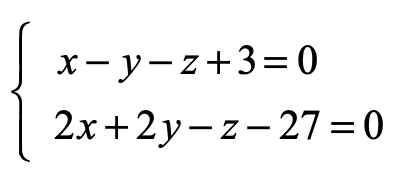 x − y − z + 3 = 0
2x + 2y − z − 27 = 0